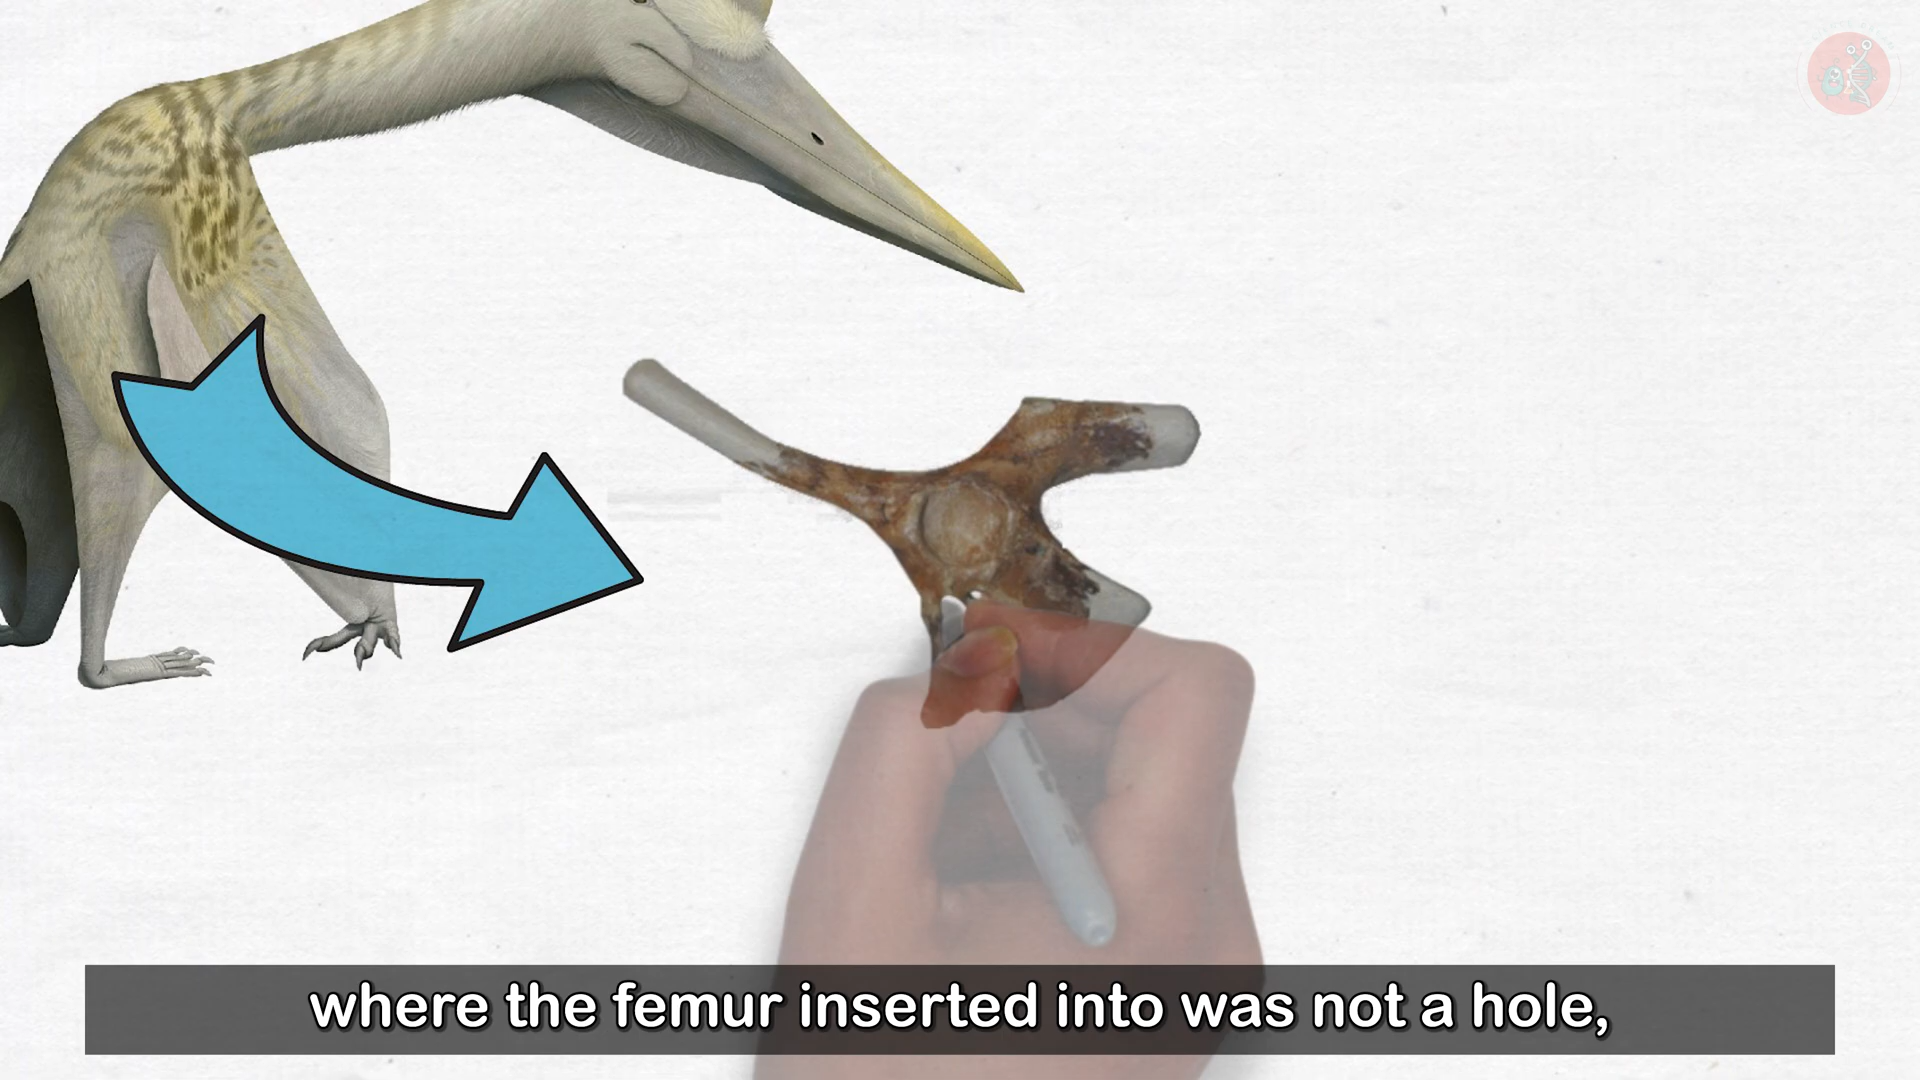 where the femur inserted into was not a hole,